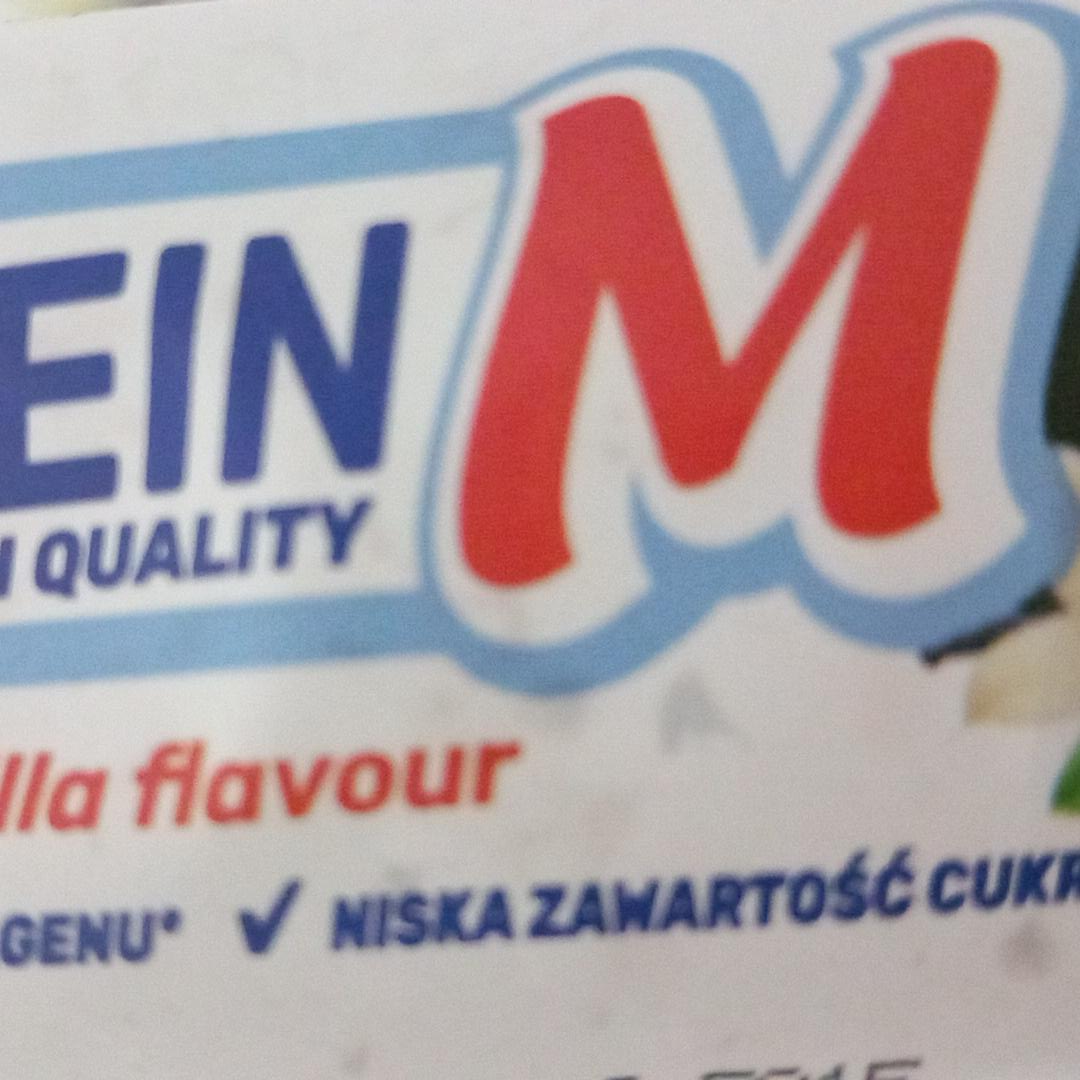 EIN M
QUALITY
lla flavour
GENU* ✓ NISKA ZAWARTOŚĆ CUKR